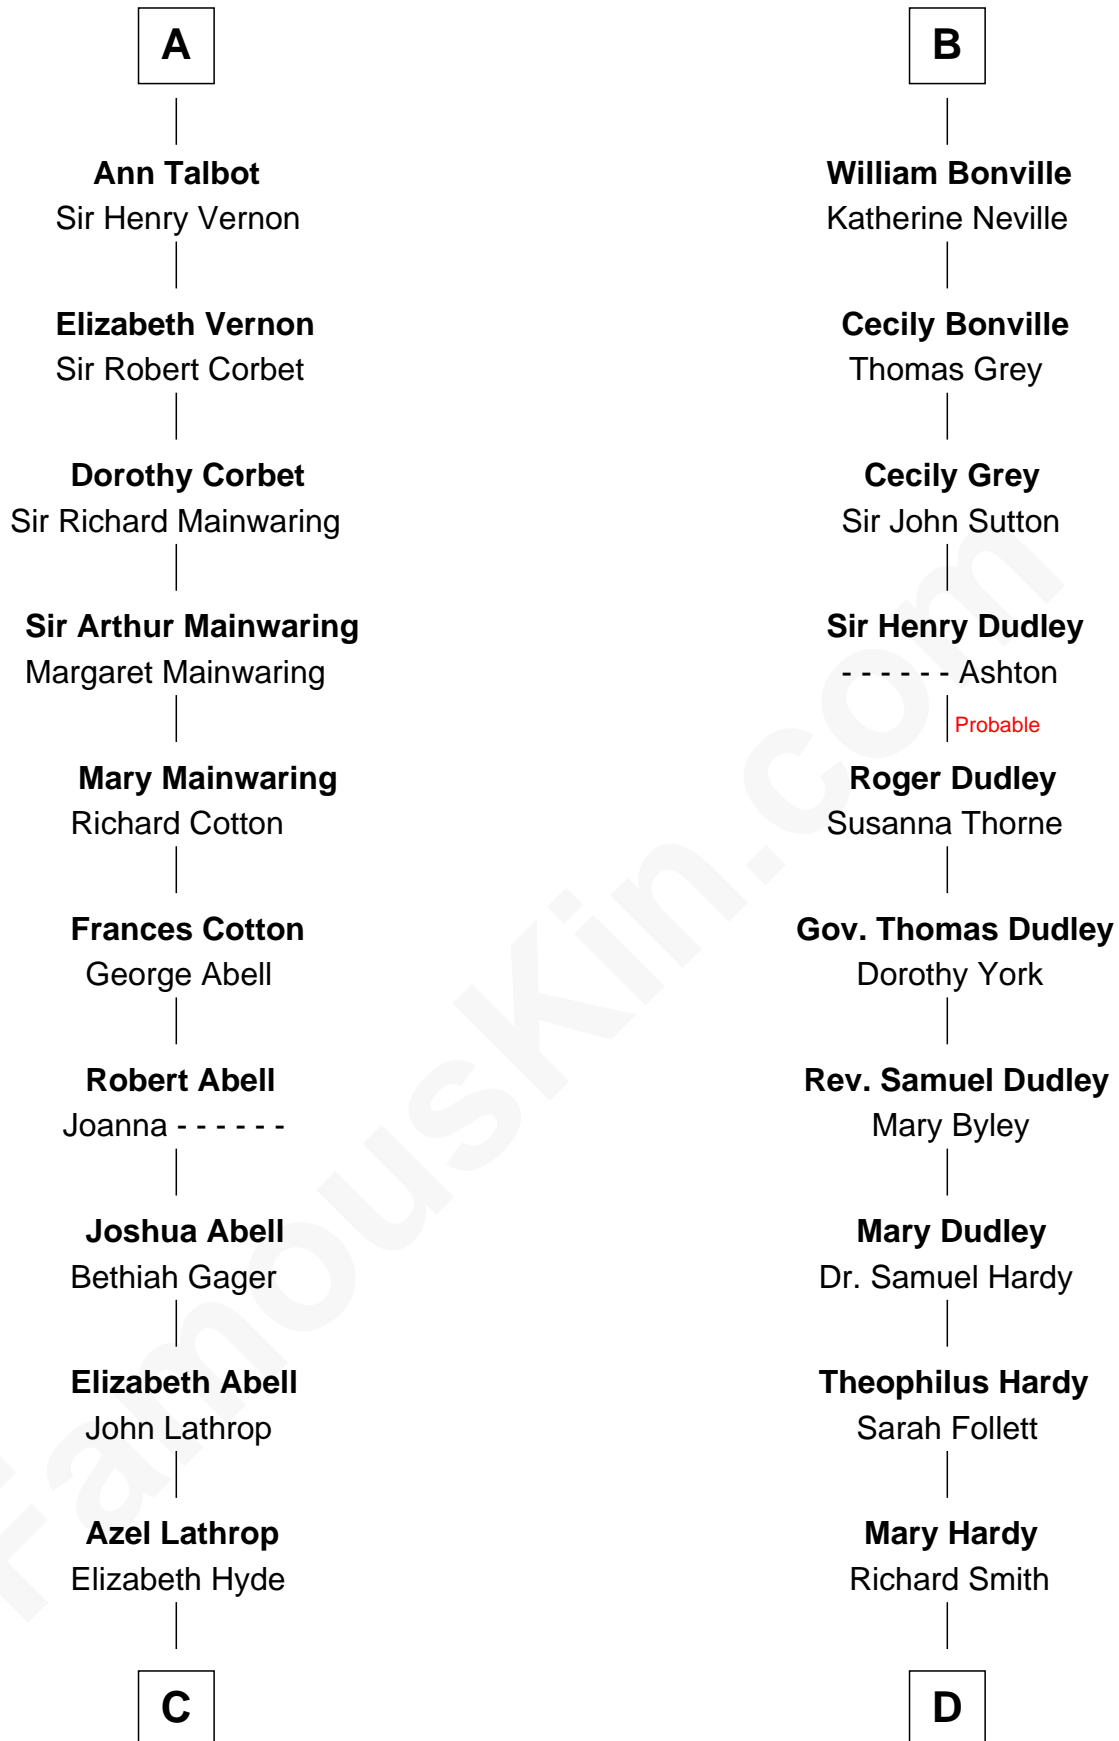 A
Ann Talbot
Sir Henry Vernon
Elizabeth Vernon
Sir Robert Corbet
Dorothy Corbet
Sir Richard Mainwaring
Sir Arthur Mainwaring
Margaret Mainwaring
Mary Mainwaring
Richard Cotton
Frances Cotton
George Abell
Robert Abell
Joanna - - - - - -
Joshua Abell
Bethiah Gager
Elizabeth Abell
John Lathrop
Azel Lathrop
Elizabeth Hyde
C
B
William Bonville
Katherine Neville
Cecily Bonville
Thomas Grey
Cecily Grey
Sir John Sutton
Sir Henry Dudley
- - - - - - Ashton
Probable
Roger Dudley
Susanna Thorne
Gov. Thomas Dudley
Dorothy York
Rev. Samuel Dudley
Mary Byley
Mary Dudley
Dr. Samuel Hardy
Theophilus Hardy
Sarah Follett
Mary Hardy
Richard Smith
D
FamousKin.com